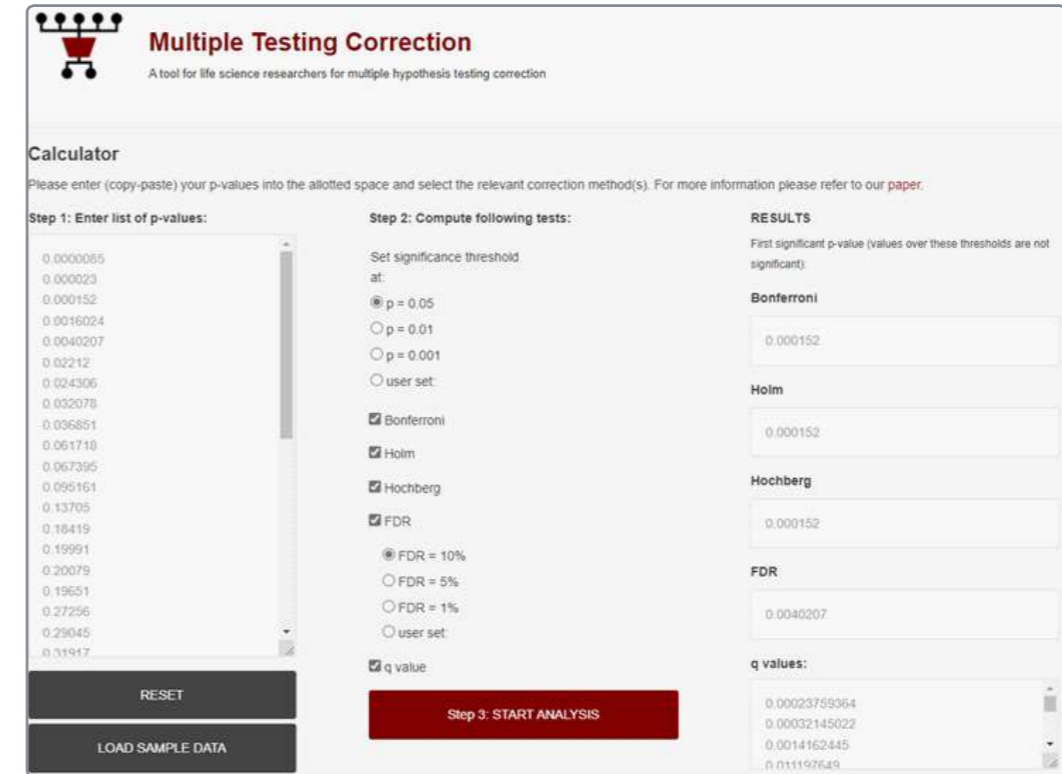 Multiple Testing Correction
A tool for life science researchers for multiple hypothesis testing correction
Calculator
Please enter (copy-paste) your p-values into the allotted space and select the relevant correction method(s). For more information please refer to our paper.
Step 1: Enter list of p-values:
0.0000085
0.000023
0.000152
0.0016024
0.0040207
0.02212
0.024306
0.032078
0.036851
0.061718
0.067395
0.095161
0.13705
0.18419
0.19991
0.20079
0.19651
0.27256
0.29045
0.31917
RESET
LOAD SAMPLE DATA
Step 2: Compute following tests:
Set significance threshold
at:
p = 0.05
p = 0.01
p = 0.001
user set:
Bonferroni
Holm
Hochberg
FDR
FDR = 10%
FDR = 5%
FDR = 1%
user set:
q value
Step 3: START ANALYSIS
RESULTS
First significant p-value (values over these thresholds are not
significant):
Bonferroni
0.000152
Holm
0.000152
Hochberg
0.000152
FDR
0.0040207
q values:
0.00023759364
0.00032145022
0.0014162445
0.011197649